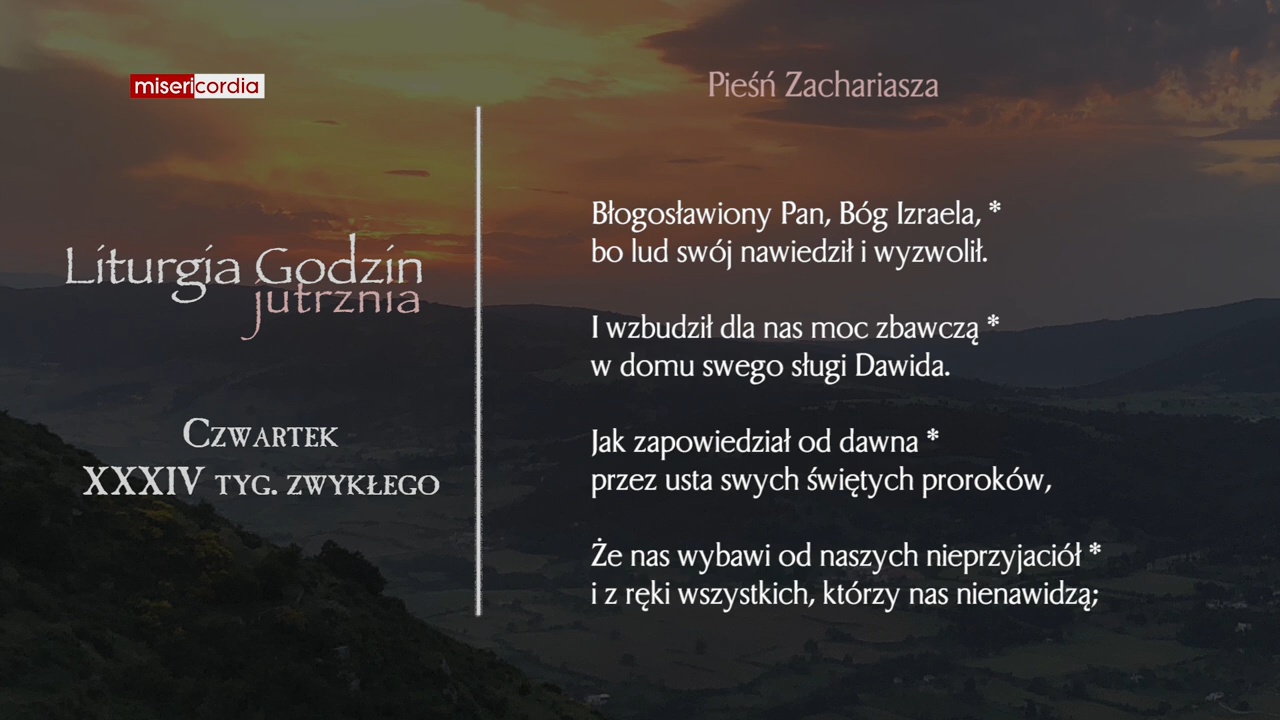 misericordia
Liturgia Godzin
jutrznia
Czwartek
XXXIV tyg. zwykłego
Pieśń Zachariasza
Błogosławiony Pan, Bóg Izraela, *
bo lud swój nawiedził i wyzwolił.
I wzbudził dla nas moc zbawczą *
w domu swego sługi Dawida.
Jak zapowiedział od dawna *
przez usta swych świętych proroków,
Że nas wybawi od naszych nieprzyjaciół *
i z ręki wszystkich, którzy nas nienawidzą;